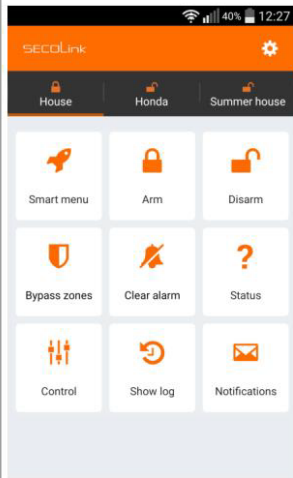 40% 12:27
SECOLINK
House Honda Summer house
Smart menu Arm Disarm
Bypass zones Clear alarm Status
Control Show log Notifications